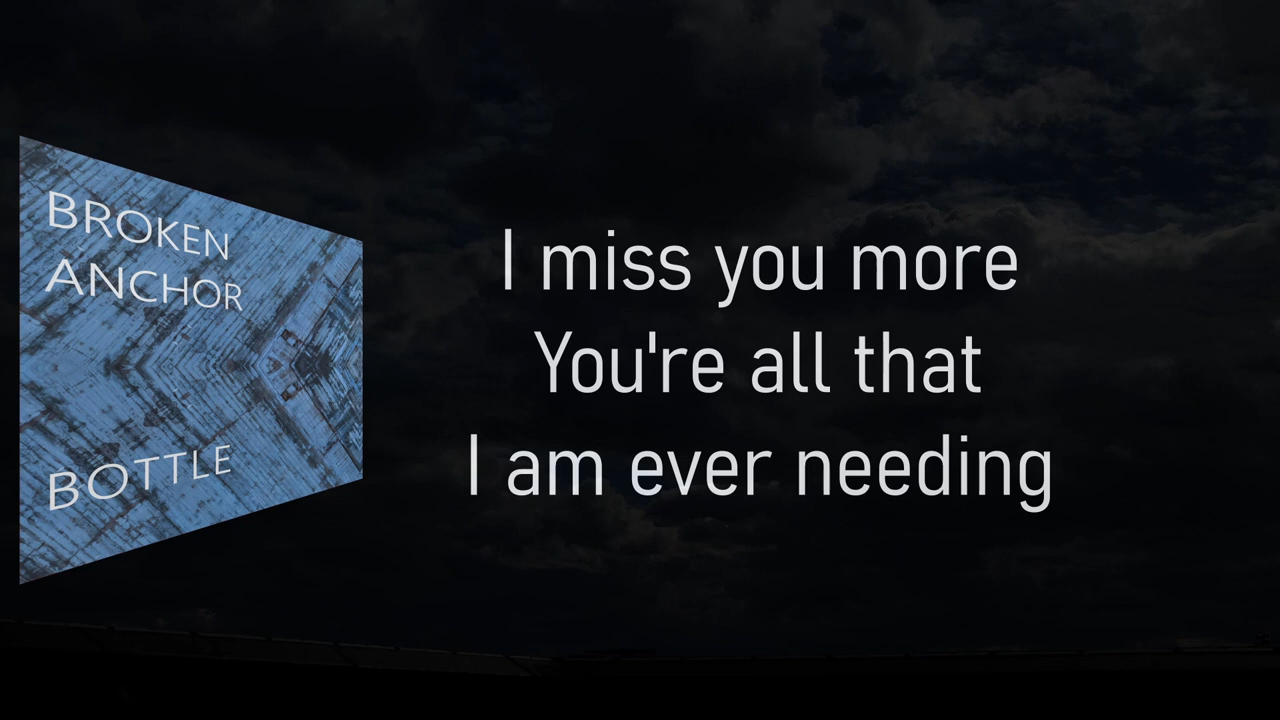 BROKEN
ANCHOR
BOTTLE
I miss you more
You're all that
I am ever needing